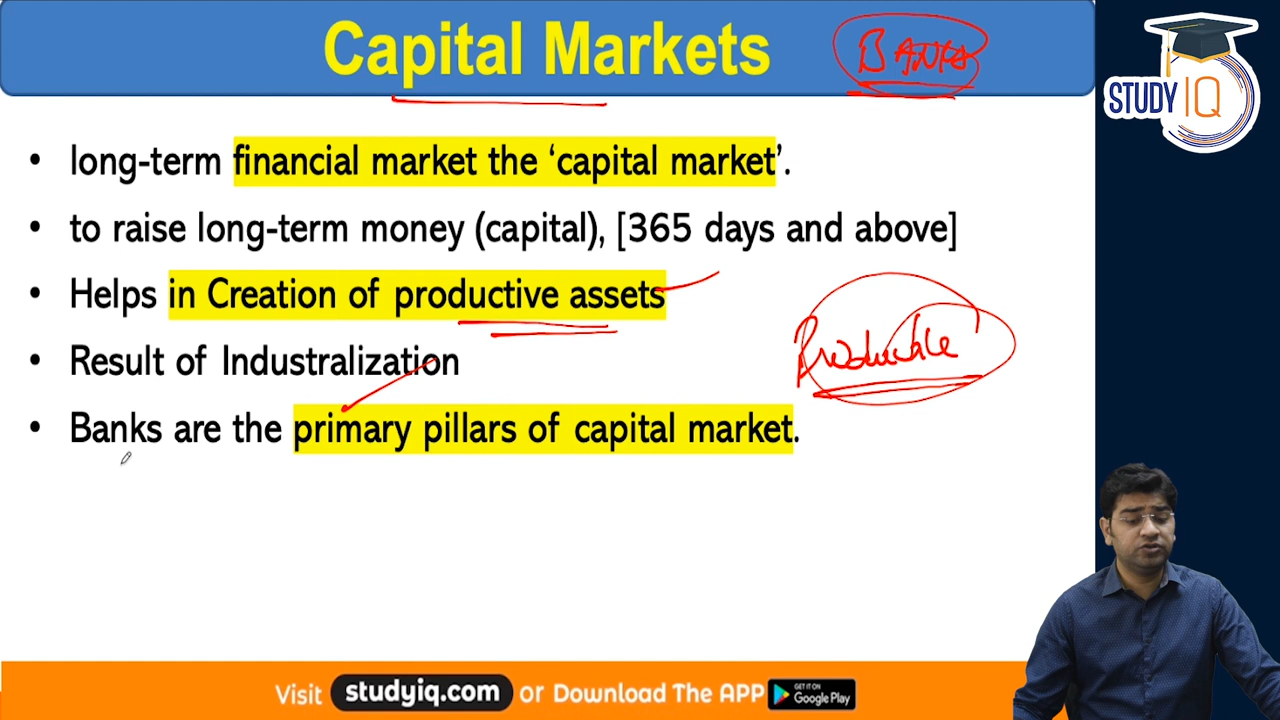 Capital Markets
BANKS
STUDY IQ
• long-term financial market the ‘capital market’.
• to raise long-term money (capital), [365 days and above]
• Helps in Creation of productive assets
Productive
• Result of Industralization
• Banks are the primary pillars of capital market.
Visit studyiq.com or Download The APP GET IT ON Google Play